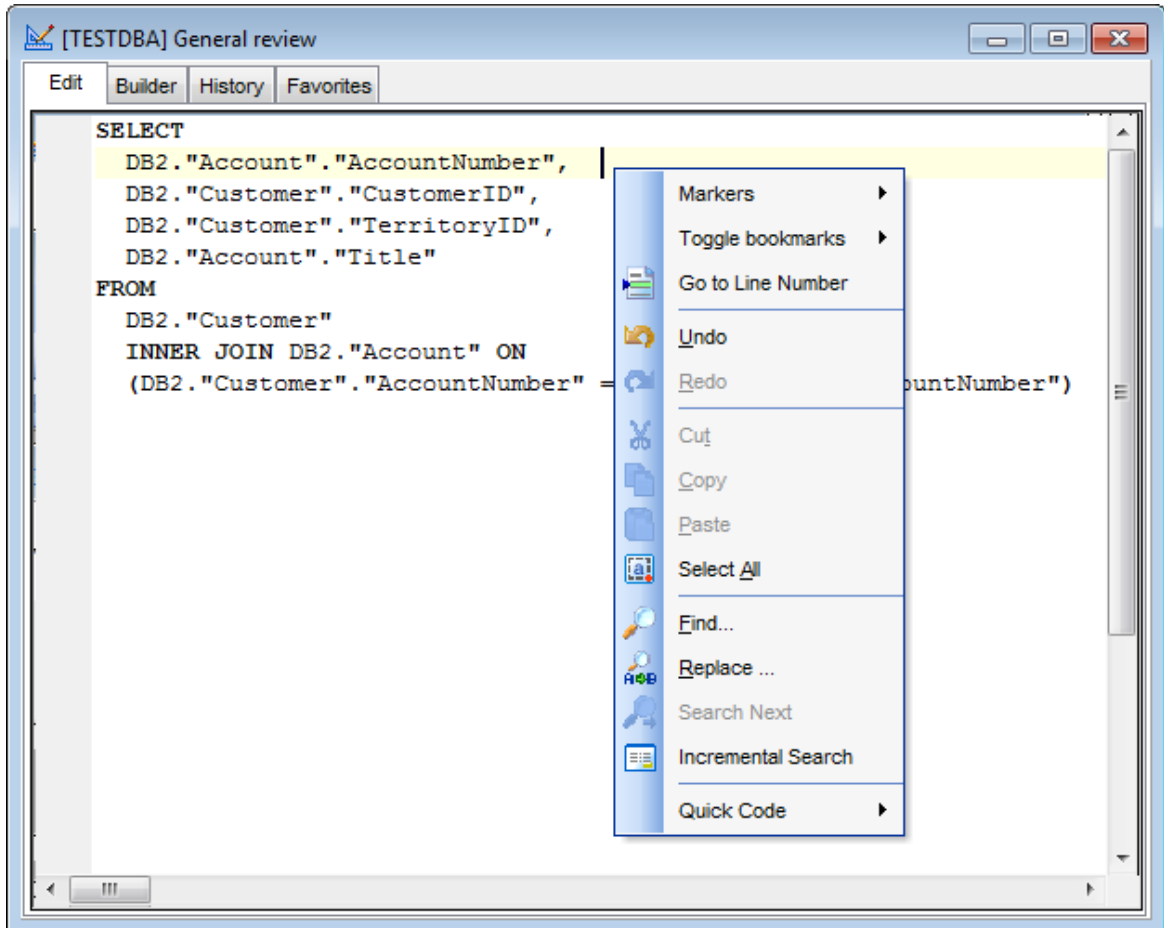 [TESTDBA] General review
Edit Builder History Favorites
SELECT
DB2."Account"."AccountNumber",
DB2."Customer"."CustomerID",
DB2."Customer"."TerritoryID",
DB2."Account"."Title"
FROM
DB2."Customer"
INNER JOIN DB2."Account" ON
(DB2."Customer"."AccountNumber" = ountNumber")
Markers
Toggle bookmarks
Go to Line Number
Undo
Redo
Cut
Copy
Paste
Select All
Find...
Replace ...
Search Next
Incremental Search
Quick Code